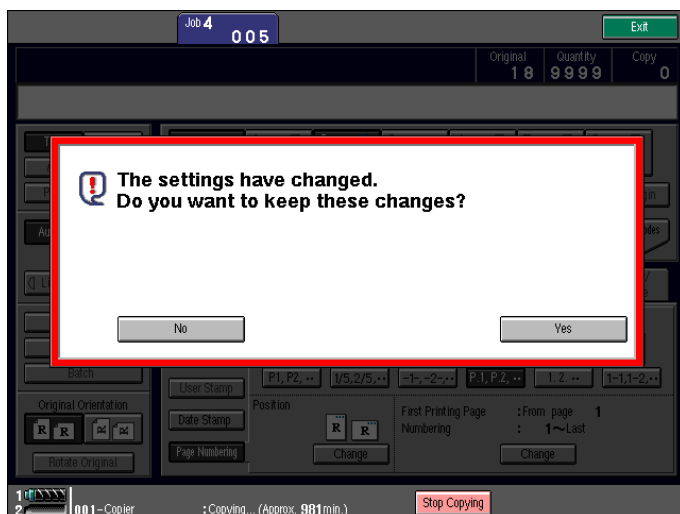 Job 4
005
Exit
Original Quantity Copy
18 9999 0
The settings have changed.
Do you want to keep these changes?
No Yes
Batch
User Stamp
P1, P2, ‥ 1/5,2/5,‥ −1−,−2−,‥ P.1, P.2, ‥ 1. 2. ‥ 1−1,1−2,‥
Original Orientation
Position
First Printing Page :From page 1
Numbering : 1~Last
R R
Date Stamp
R R
Page Numbering
Change
Change
Rotate Original
1
2
001-Copier :Copying... (Approx. 981min.)
Stop Copying